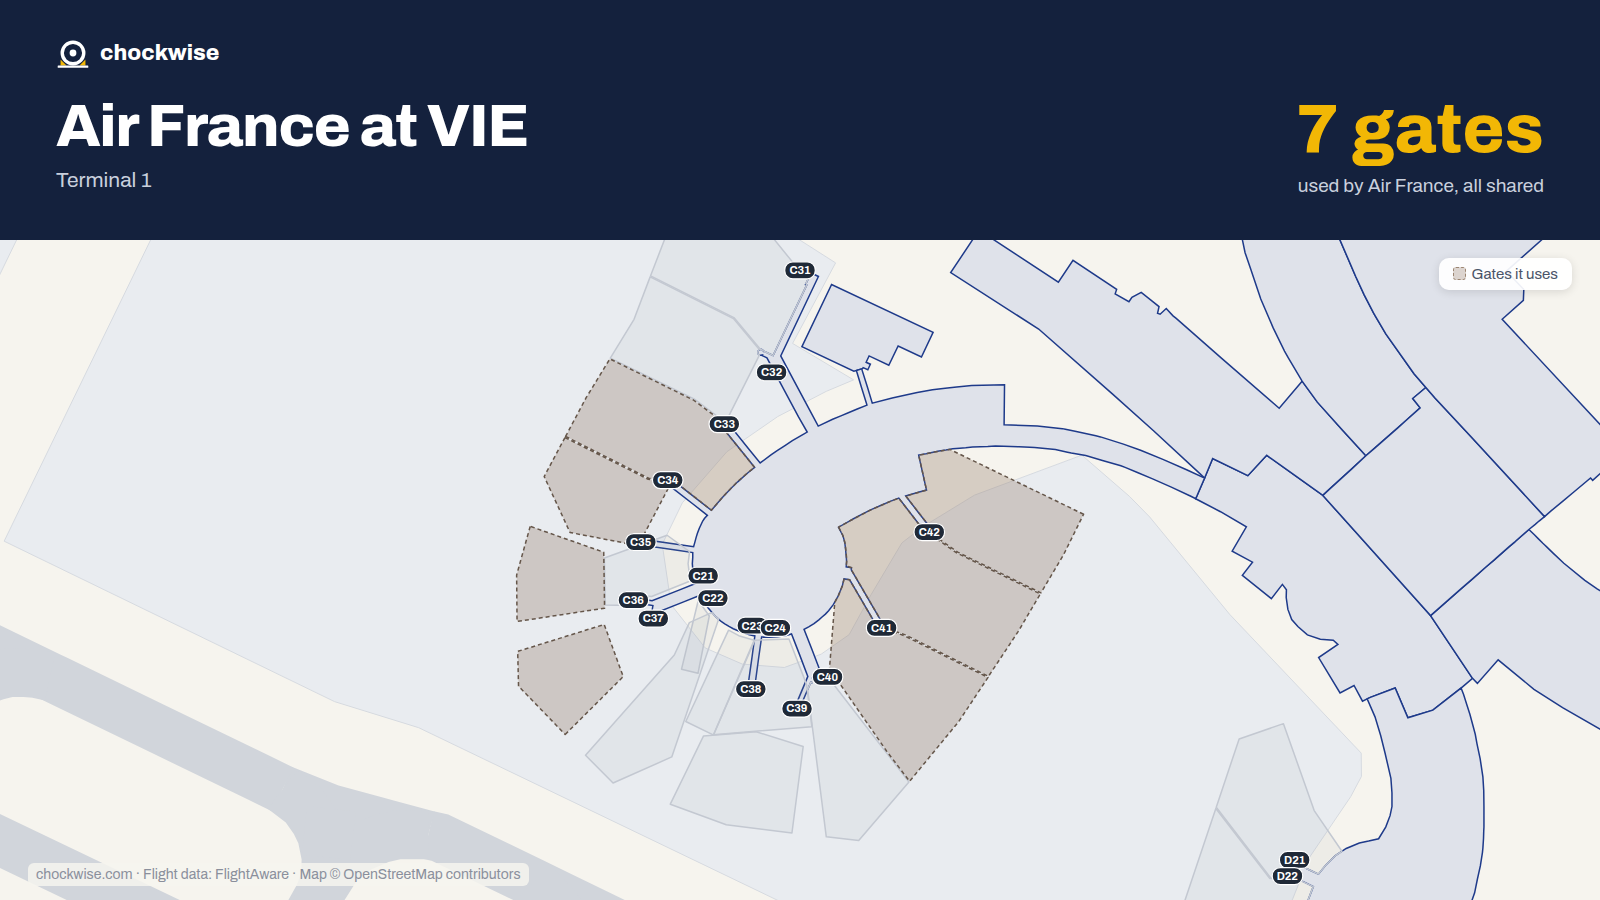 chockwise
Air France at VIE
Terminal 1
7 gates
used by Air France, all shared
Gates it uses
C31
C32
C33
C34
C35
C42
C21
C36
C22
C37
C23
C24
C41
C40
C38
C39
D21
D22
chockwise.com · Flight data: FlightAware · Map © OpenStreetMap contributors